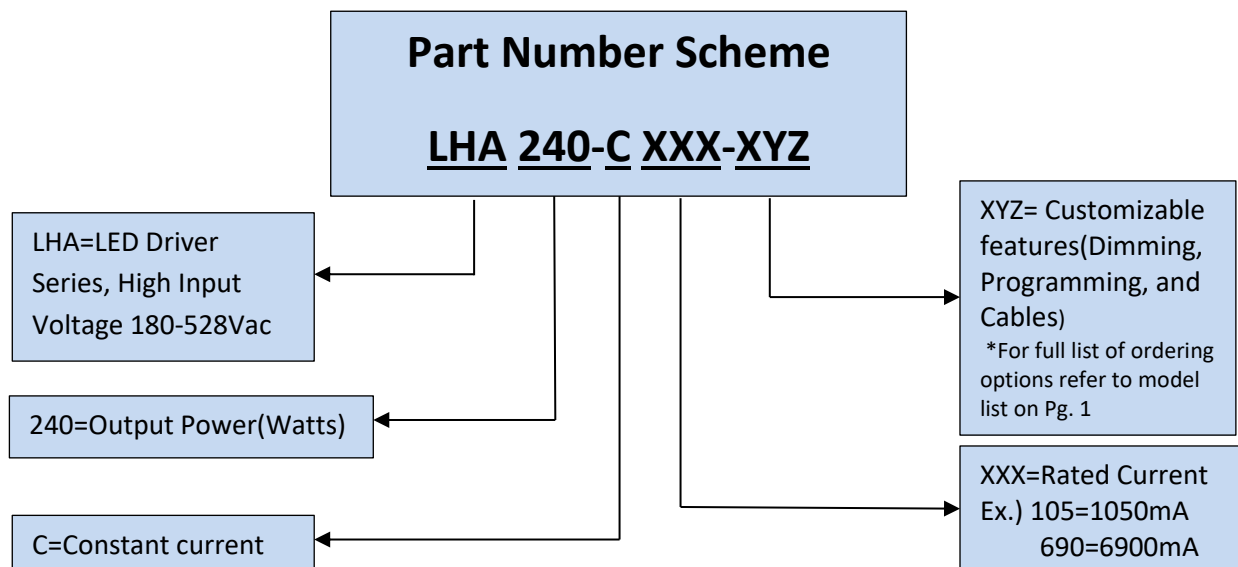 Part Number Scheme
LHA 240-C XXX-XYZ
LHA=LED Driver
Series, High Input
Voltage 180-528Vac
240=Output Power(Watts)
C=Constant current
XYZ= Customizable
features(Dimming,
Programming, and
Cables)
*For full list of ordering
options refer to model
list on Pg. 1
XXX=Rated Current
Ex.) 105=1050mA
690=6900mA